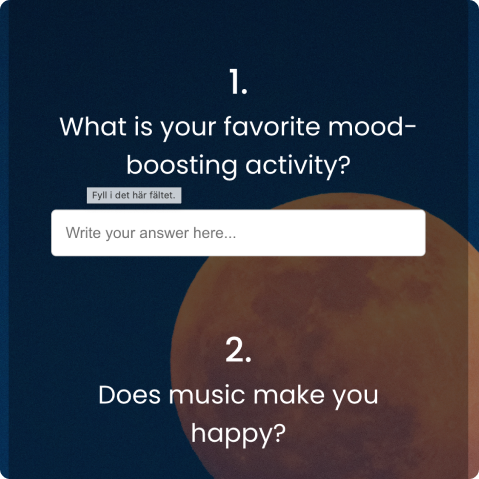 1.
What is your favorite mood-
boosting activity?
Fyll i det här fältet.
Write your answer here...
2.
Does music make you
happy?